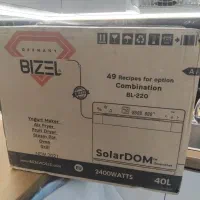 GERMANY
BIZEL
49 Recipes for option
Combination
BL-220
Yogurt Maker
Air Fryer
Fruit Dryer
Steam Pot
Oven
Grill
SolarDOM
2400WATTS
40L